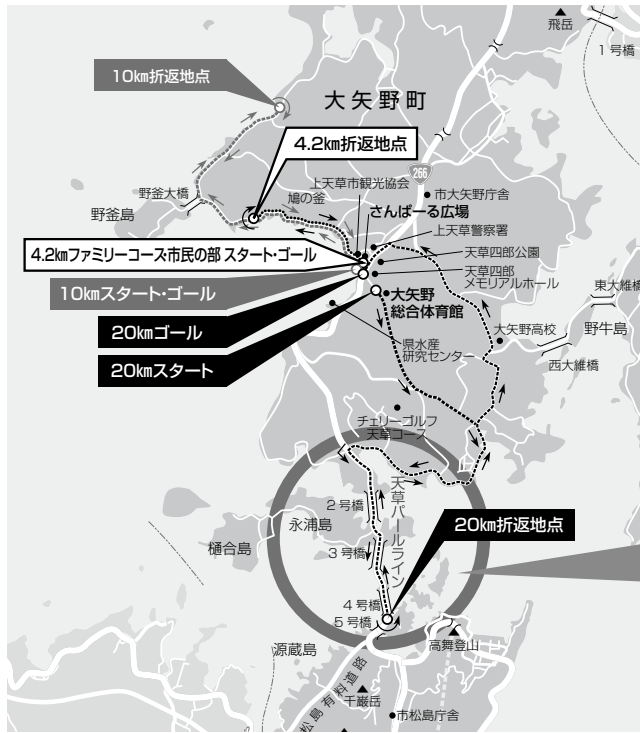 飛岳
1号橋
10km折返地点
大矢野町
4.2km折返地点
266
上天草市観光協会
鳩の釜
野釜大橋
野釜島
市大矢野庁舎
さんぱーる広場
上天草警察署
4.2kmファミリーコース・市民の部 スタート・ゴール
天草四郎公園
天草四郎
メモリアルホール
10kmスタート・ゴール
大矢野
総合体育館
東大維橋
野牛島
20kmゴール
大矢野高校
県水産
研究センター
西大維橋
20kmスタート
チェリーゴルフ
天草コース
天草パールライン
2号橋
永浦島
樋合島
3号橋
20km折返地点
4号橋
5号橋
源蔵島
高舞登山
松島有料道路
千巌岳
市松島庁舎